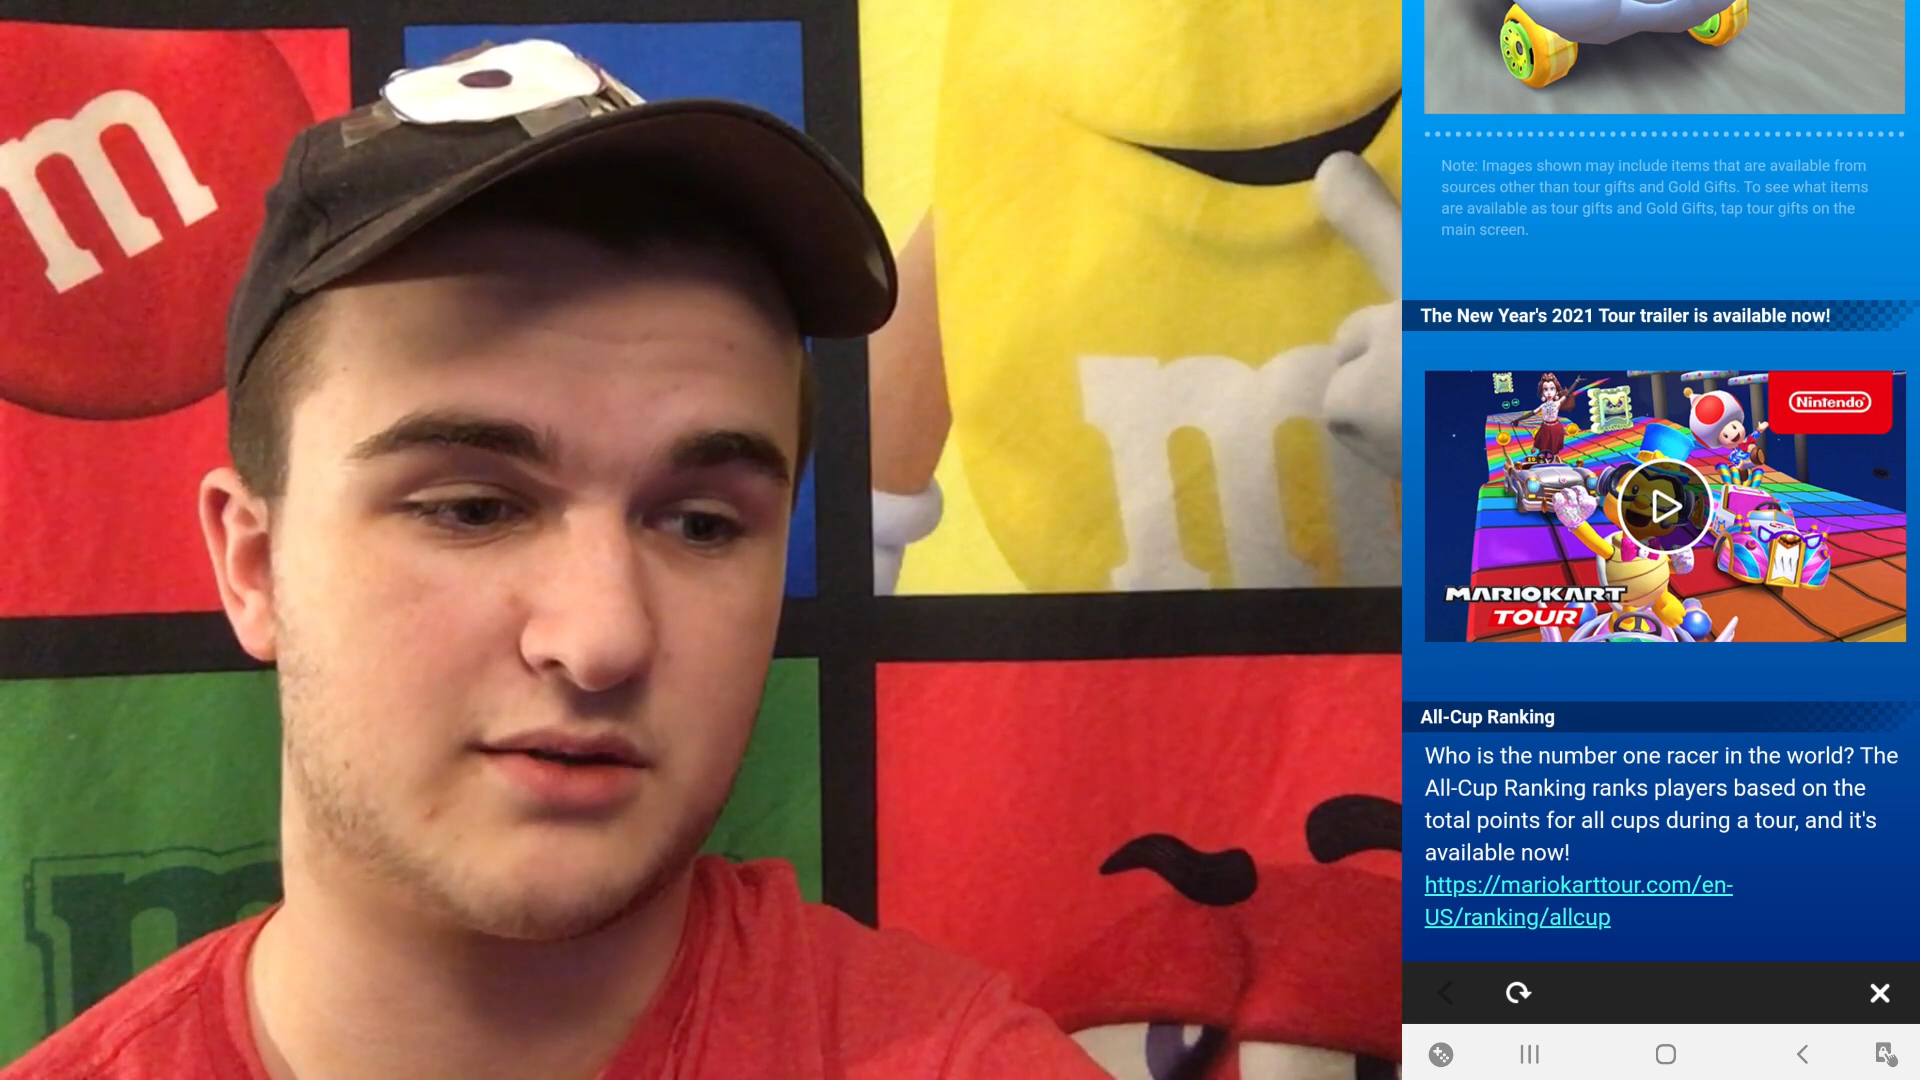 m
m
m
Note: Images shown may include items that are available from
sources other than tour gifts and Gold Gifts. To see what items
are available as tour gifts and Gold Gifts, tap tour gifts on the
main screen.
The New Year's 2021 Tour trailer is available now!
Nintendo
MARIOKART
TOUR
All-Cup Ranking
Who is the number one racer in the world? The
All-Cup Ranking ranks players based on the
total points for all cups during a tour, and it's
available now!
https://mariokarttour.com/en-
US/ranking/allcup